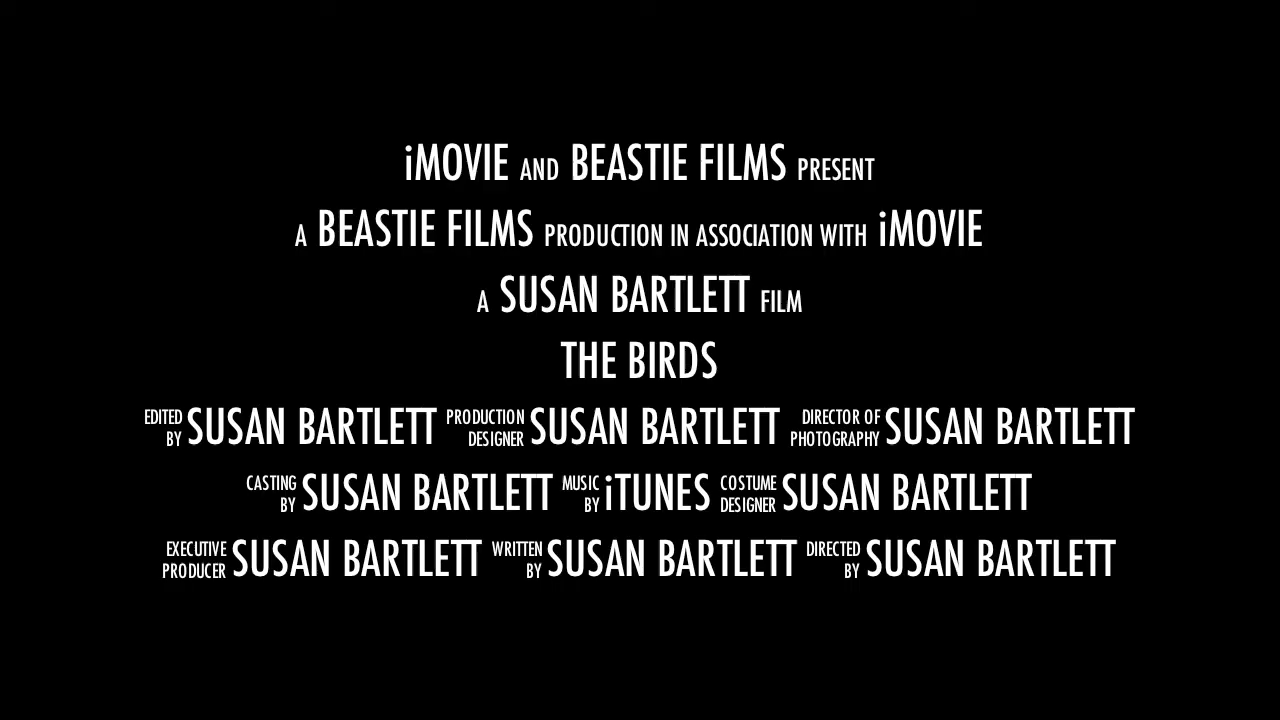 iMOVIE AND BEASTIE FILMS PRESENT
A BEASTIE FILMS PRODUCTION IN ASSOCIATION WITH iMOVIE
A SUSAN BARTLETT FILM
THE BIRDS
EDITED BY SUSAN BARTLETT PRODUCTION DESIGNER SUSAN BARTLETT DIRECTOR OF PHOTOGRAPHY SUSAN BARTLETT
CASTING BY SUSAN BARTLETT MUSIC BY iTUNES COSTUME DESIGNER SUSAN BARTLETT
EXECUTIVE PRODUCER SUSAN BARTLETT WRITTEN BY SUSAN BARTLETT DIRECTED BY SUSAN BARTLETT